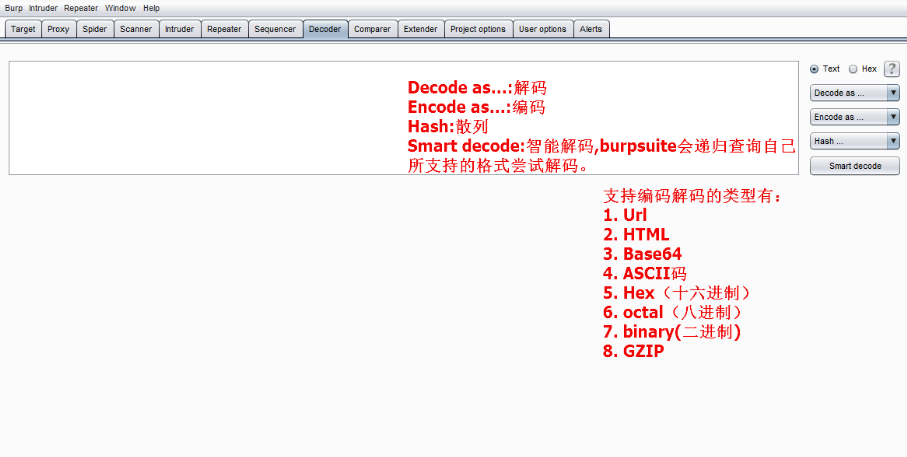 Burp Intruder Repeater Window Help
Target Proxy Spider Scanner Intruder Repeater Sequencer Decoder Comparer Extender Project options User options Alerts
Text Hex ?
Decode as...:解码
Decode as ...
Encode as...:编码
Encode as ...
Hash:散列
Hash ...
Smart decode:智能解码,burpsuite会递归查询自己
所支持的格式尝试解码。
Smart decode
支持编码解码的类型有：
1. Url
2. HTML
3. Base64
4. ASCII码
5. Hex（十六进制）
6. octal（八进制）
7. binary(二进制)
8. GZIP